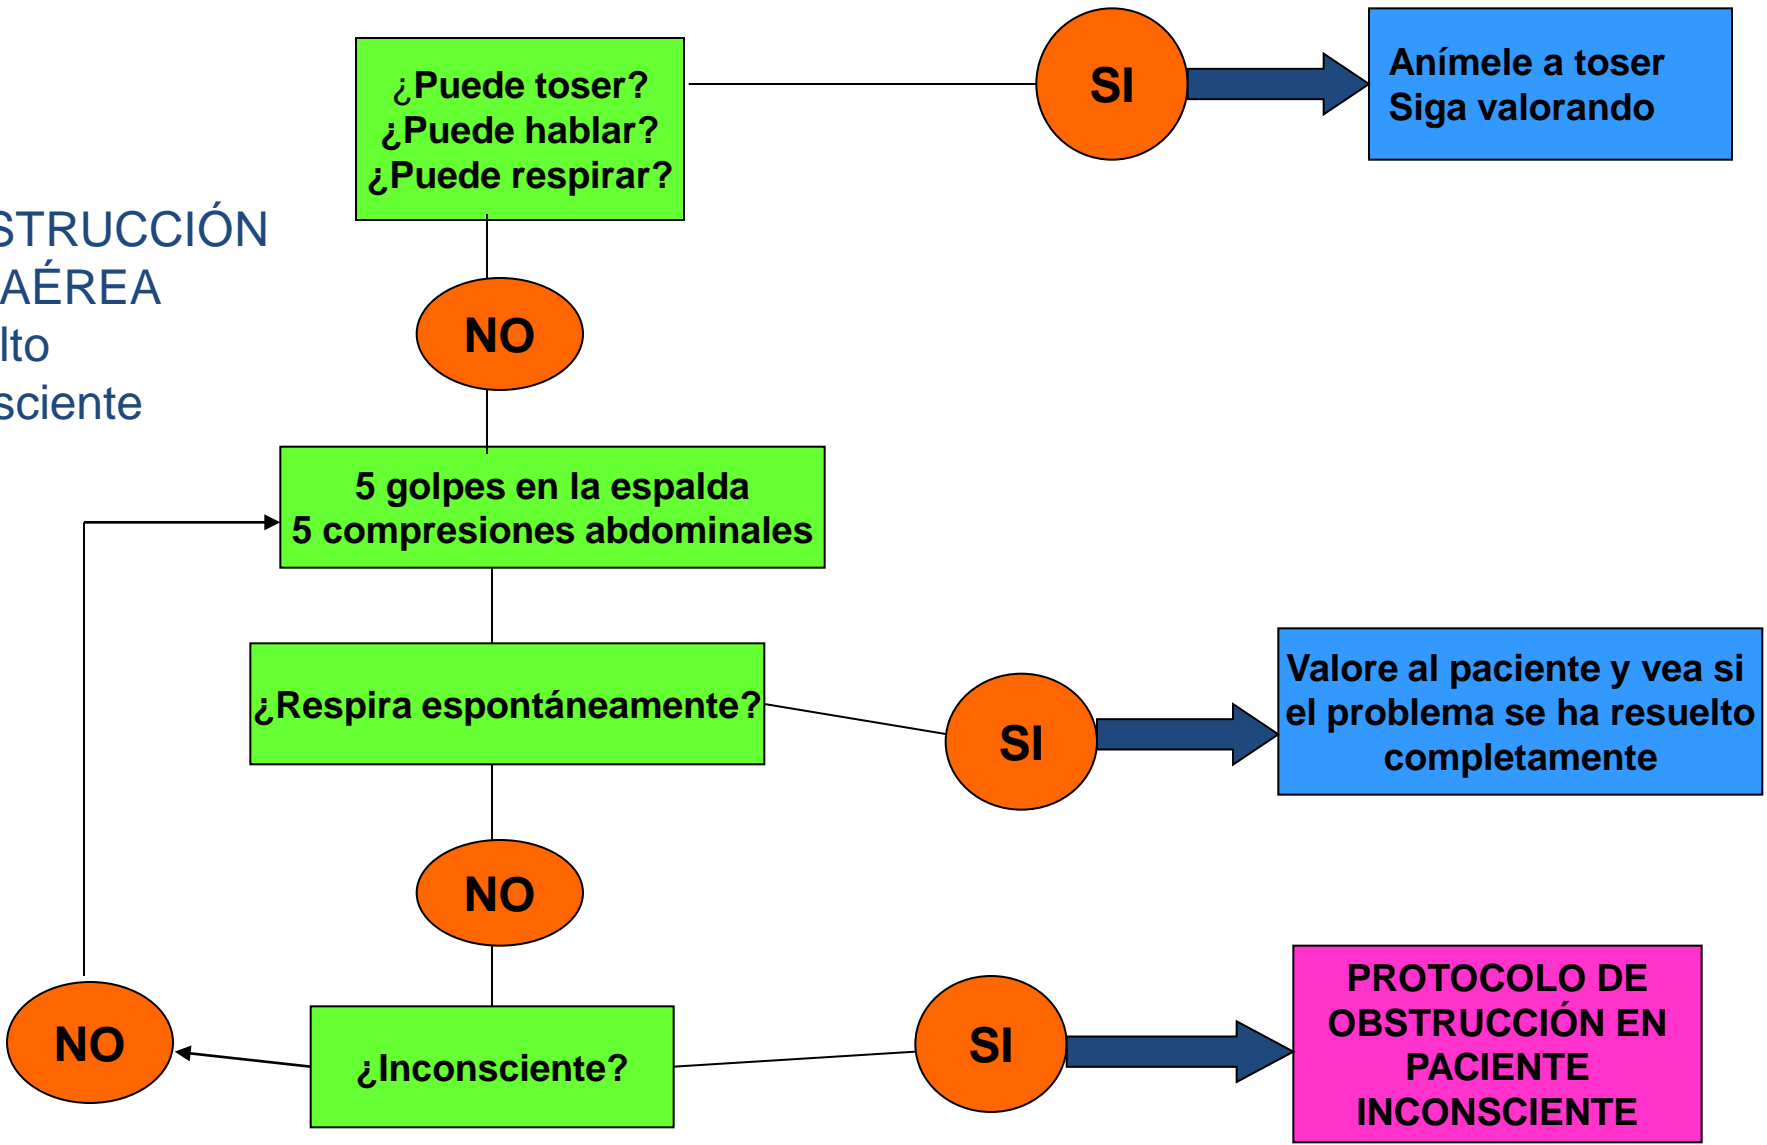 ¿Puede toser?
¿Puede hablar?
¿Puede respirar?
SI
Anímele a toser
Siga valorando
STRUCCIÓN
AÉREA
lto
sciente
NO
5 golpes en la espalda
5 compresiones abdominales
¿Respira espontáneamente?
SI
Valore al paciente y vea si
el problema se ha resuelto
completamente
NO
NO
¿Inconsciente?
SI
PROTOCOLO DE
OBSTRUCCIÓN EN
PACIENTE
INCONSCIENTE